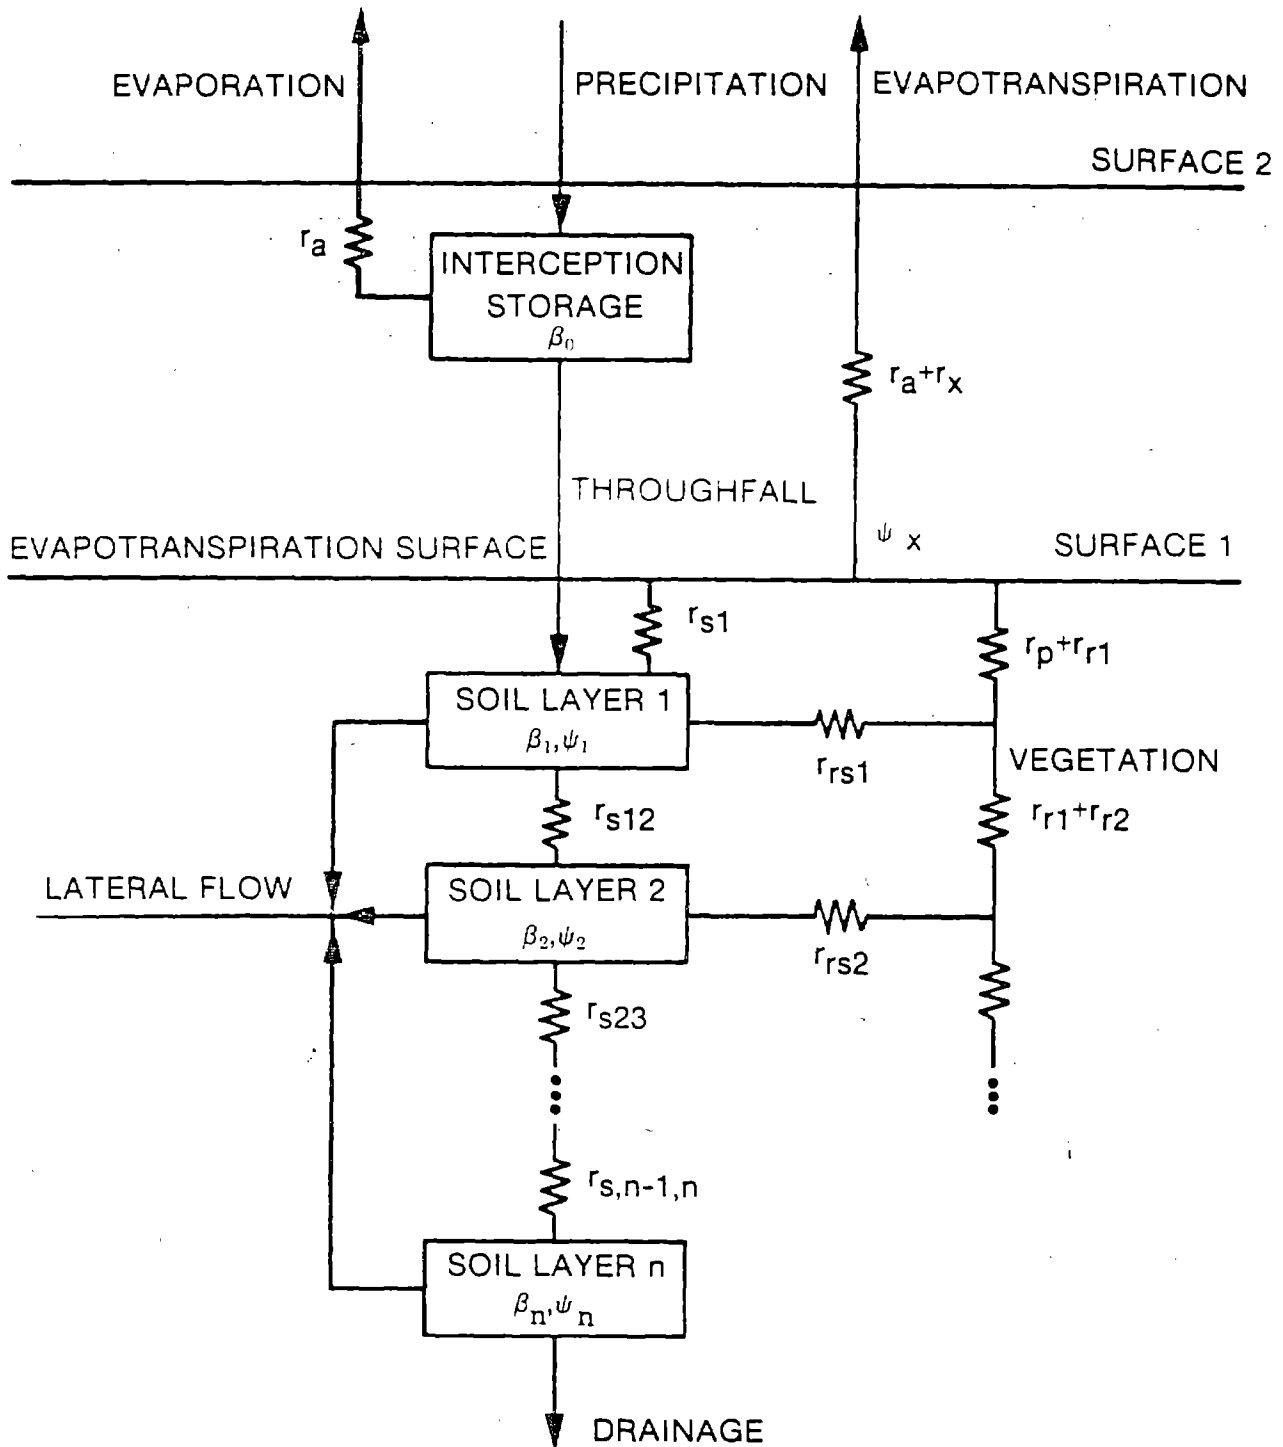 EVAPORATION
PRECIPITATION
EVAPOTRANSPIRATION
SURFACE 2
rₐ
INTERCEPTION
STORAGE
β₀
rₐ+rₓ
THROUGHFALL
EVAPOTRANSPIRATION SURFACE
ψ x
SURFACE 1
rs1
rp+rr1
SOIL LAYER 1
β₁,ψ₁
rrs1
VEGETATION
rs12
rr1+rr2
LATERAL FLOW
SOIL LAYER 2
β₂,ψ₂
rrs2
rs23
rs,n-1,n
SOIL LAYER n
βn,ψn
DRAINAGE